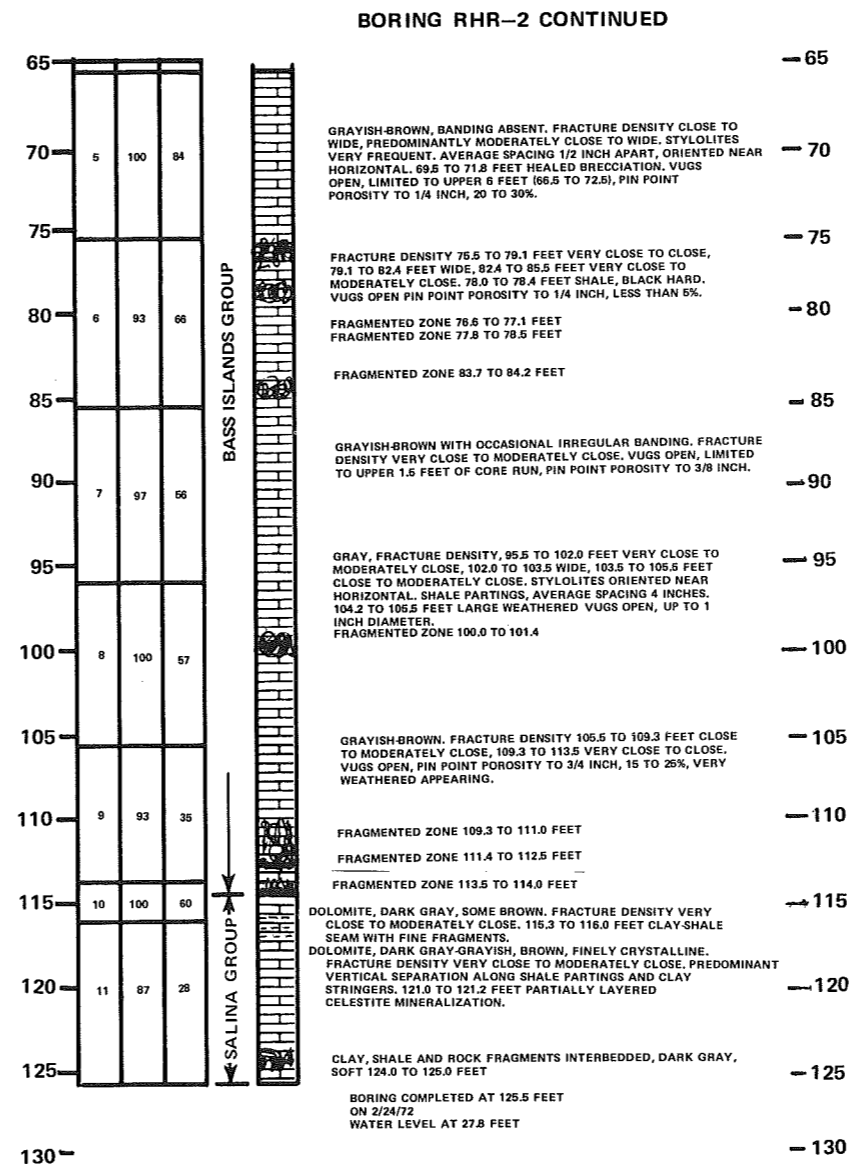 BORING RHR–2 CONTINUED
65
70
75
80
85
90
95
100
105
110
115
120
125
130
5 100 84
6 93 66
7 97 56
8 100 57
9 93 35
10 100 60
11 87 28
BASS ISLANDS GROUP
SALINA GROUP
GRAYISH-BROWN, BANDING ABSENT. FRACTURE DENSITY CLOSE TO
WIDE, PREDOMINANTLY MODERATELY CLOSE TO WIDE. STYLOLITES
VERY FREQUENT. AVERAGE SPACING 1/2 INCH APART, ORIENTED NEAR
HORIZONTAL. 69.5 TO 71.8 FEET HEALED BRECCIATION. VUGS
OPEN, LIMITED TO UPPER 6 FEET (66.5 TO 72.5), PIN POINT
POROSITY TO 1/4 INCH, 20 TO 30%.
FRACTURE DENSITY 75.5 TO 79.1 FEET VERY CLOSE TO CLOSE,
79.1 TO 82.4 FEET WIDE, 82.4 TO 85.5 FEET VERY CLOSE TO
MODERATELY CLOSE. 78.0 TO 78.4 FEET SHALE, BLACK HARD.
VUGS OPEN PIN POINT POROSITY TO 1/4 INCH, LESS THAN 5%.
FRAGMENTED ZONE 76.6 TO 77.1 FEET
FRAGMENTED ZONE 77.8 TO 78.5 FEET
FRAGMENTED ZONE 83.7 TO 84.2 FEET
GRAYISH-BROWN WITH OCCASIONAL IRREGULAR BANDING. FRACTURE
DENSITY VERY CLOSE TO MODERATELY CLOSE. VUGS OPEN, LIMITED
TO UPPER 1.5 FEET OF CORE RUN, PIN POINT POROSITY TO 3/8 INCH.
GRAY, FRACTURE DENSITY, 95.5 TO 102.0 FEET VERY CLOSE TO
MODERATELY CLOSE, 102.0 TO 103.5 WIDE, 103.5 TO 105.5 FEET
CLOSE TO MODERATELY CLOSE. STYLOLITES ORIENTED NEAR
HORIZONTAL. SHALE PARTINGS, AVERAGE SPACING 4 INCHES.
104.2 TO 105.5 FEET LARGE WEATHERED VUGS OPEN, UP TO 1
INCH DIAMETER.
FRAGMENTED ZONE 100.0 TO 101.4
GRAYISH-BROWN. FRACTURE DENSITY 105.5 TO 109.3 FEET CLOSE
TO MODERATELY CLOSE, 109.3 TO 113.5 VERY CLOSE TO CLOSE.
VUGS OPEN, PIN POINT POROSITY TO 3/4 INCH, 15 TO 25%, VERY
WEATHERED APPEARING.
FRAGMENTED ZONE 109.3 TO 111.0 FEET
FRAGMENTED ZONE 111.4 TO 112.5 FEET
FRAGMENTED ZONE 113.5 TO 114.0 FEET
DOLOMITE, DARK GRAY, SOME BROWN. FRACTURE DENSITY VERY
CLOSE TO MODERATELY CLOSE. 115.3 TO 116.0 FEET CLAY-SHALE
SEAM WITH FINE FRAGMENTS.
DOLOMITE, DARK GRAY-GRAYISH, BROWN, FINELY CRYSTALLINE.
FRACTURE DENSITY VERY CLOSE TO MODERATELY CLOSE. PREDOMINANT
VERTICAL SEPARATION ALONG SHALE PARTINGS AND CLAY
STRINGERS. 121.0 TO 121.2 FEET PARTIALLY LAYERED
CELESTITE MINERALIZATION.
CLAY, SHALE AND ROCK FRAGMENTS INTERBEDDED, DARK GRAY,
SOFT 124.0 TO 125.0 FEET
BORING COMPLETED AT 125.5 FEET
ON 2/24/72
WATER LEVEL AT 27.8 FEET
65
70
75
80
85
90
95
100
105
110
115
120
125
130